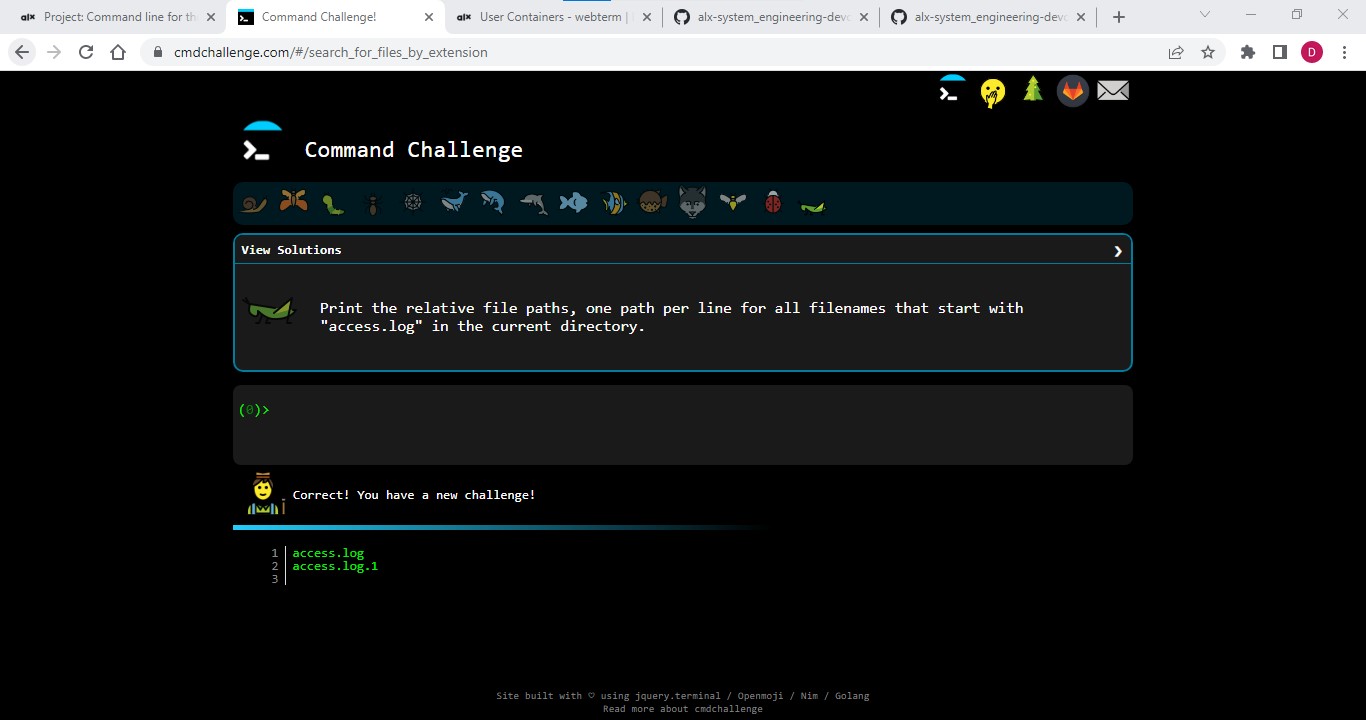 alx Project: Command line for th
Command Challenge!
alx User Containers - webterm |
alx-system_engineering-devo
alx-system_engineering-devo
cmdchallenge.com/#/search_for_files_by_extension
D
Command Challenge
View Solutions
Print the relative file paths, one path per line for all filenames that start with
"access.log" in the current directory.
(0)>
Correct! You have a new challenge!
1 access.log
2 access.log.1
3
Site built with ♡ using jquery.terminal / Openmoji / Nim / Golang
Read more about cmdchallenge